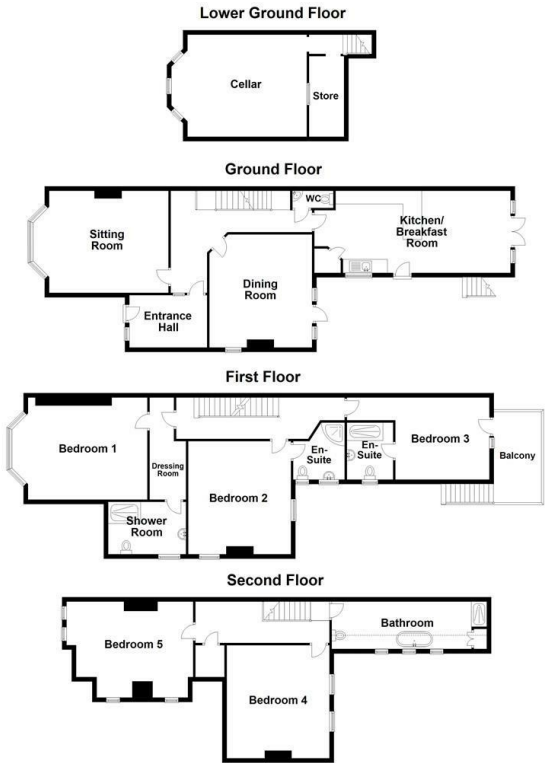 Lower Ground Floor
Cellar
Store
Ground Floor
WC
Sitting
Room
Kitchen/
Breakfast
Room
Dining
Room
Entrance
Hall
First Floor
Bedroom 1
Bedroom 3
En-
Suite
En-
Suite
Balcony
Dressing
Room
Bedroom 2
Shower
Room
Second Floor
Bathroom
Bedroom 5
Bedroom 4